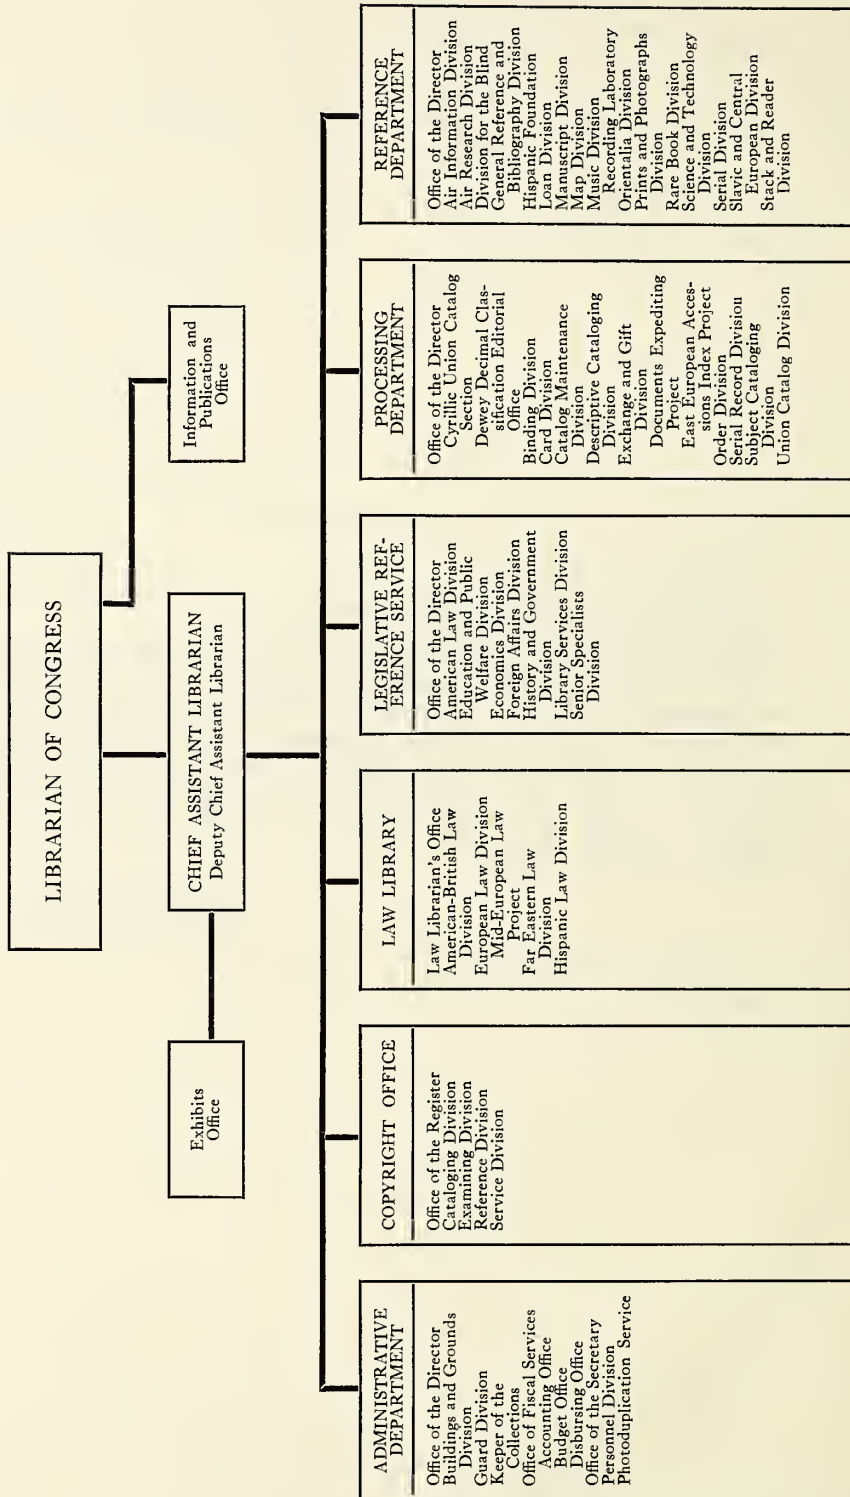 LIBRARIAN OF CONGRESS
Information and
Publications
Office
CHIEF ASSISTANT LIBRARIAN
Deputy Chief Assistant Librarian
Exhibits
Office
ADMINISTRATIVE
DEPARTMENT
Office of the Director
Buildings and Grounds
Division
Guard Division
Keeper of the
Collections
Office of Fiscal Services
Accounting Office
Budget Office
Disbursing Office
Office of the Secretary
Personnel Division
Photoduplication Service
COPYRIGHT OFFICE
Office of the Register
Cataloging Division
Examining Division
Reference Division
Service Division
LAW LIBRARY
Law Librarian's Office
American-British Law
Division
European Law Division
Mid-European Law
Project
Far Eastern Law
Division
Hispanic Law Division
LEGISLATIVE REF-
ERENCE SERVICE
Office of the Director
American Law Division
Education and Public
Welfare Division
Economics Division
Foreign Affairs Division
History and Government
Division
Library Services Division
Senior Specialists
Division
PROCESSING
DEPARTMENT
Office of the Director
Cyrillic Union Catalog
Section
Dewey Decimal Clas-
sification Editorial
Office
Binding Division
Card Division
Catalog Maintenance
Division
Descriptive Cataloging
Division
Exchange and Gift
Division
Documents Expediting
Project
East European Acces-
sions Index Project
Order Division
Serial Record Division
Subject Cataloging
Division
Union Catalog Division
REFERENCE
DEPARTMENT
Office of the Director
Air Information Division
Air Research Division
Division for the Blind
General Reference and
Bibliography Division
Hispanic Foundation
Loan Division
Manuscript Division
Map Division
Music Division
Recording Laboratory
Orientalia Division
Prints and Photographs
Division
Rare Book Division
Science and Technology
Division
Serial Division
Slavic and Central
European Division
Stack and Reader
Division